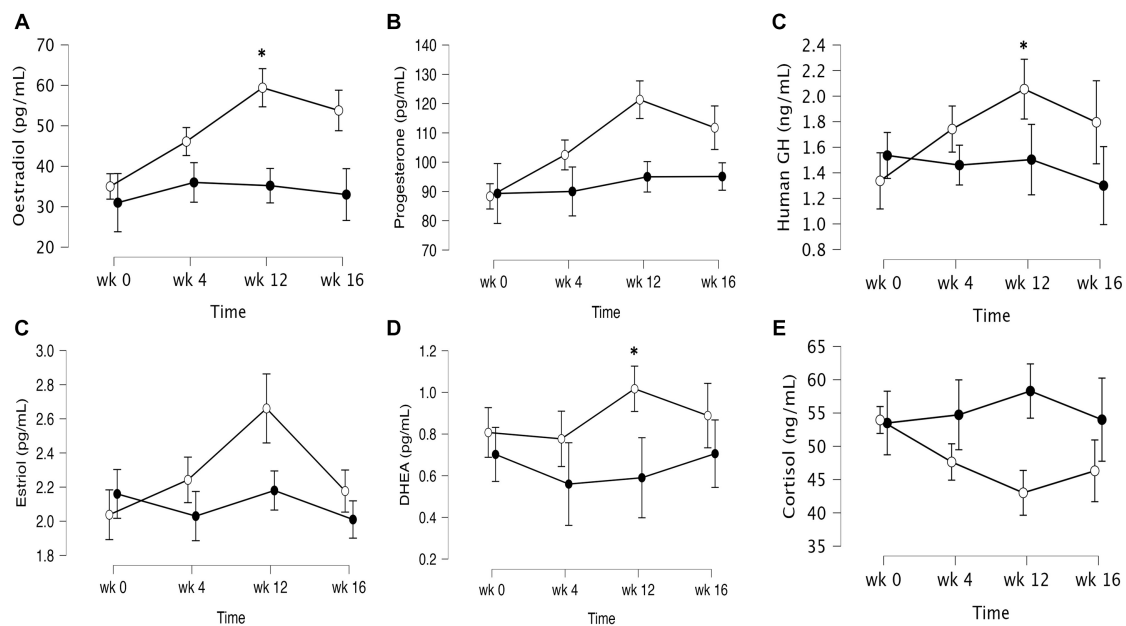 A
Oestradiol (pg/mL)
70
60
50
40
30
20
*
wk 0 wk 4 wk 12 wk 16
Time
B
Progesterone (pg/mL)
140
130
120
110
100
90
80
70
wk 0 wk 4 wk 12 wk 16
Time
C
Human GH (ng/mL)
2.4
2.2
2.0
1.8
1.6
1.4
1.2
1.0
0.8
*
wk 0 wk 4 wk 12 wk 16
Time
C
Estriol (pg/mL)
3.0
2.8
2.6
2.4
2.2
2.0
1.8
wk 0 wk 4 wk 12 wk 16
Time
D
DHEA (pg/mL)
1.2
1.0
0.8
0.6
0.4
0.2
*
wk 0 wk 4 wk 12 wk 16
Time
E
Cortisol (ng/mL)
65
60
55
50
45
40
35
wk 0 wk 4 wk 12 wk 16
Time